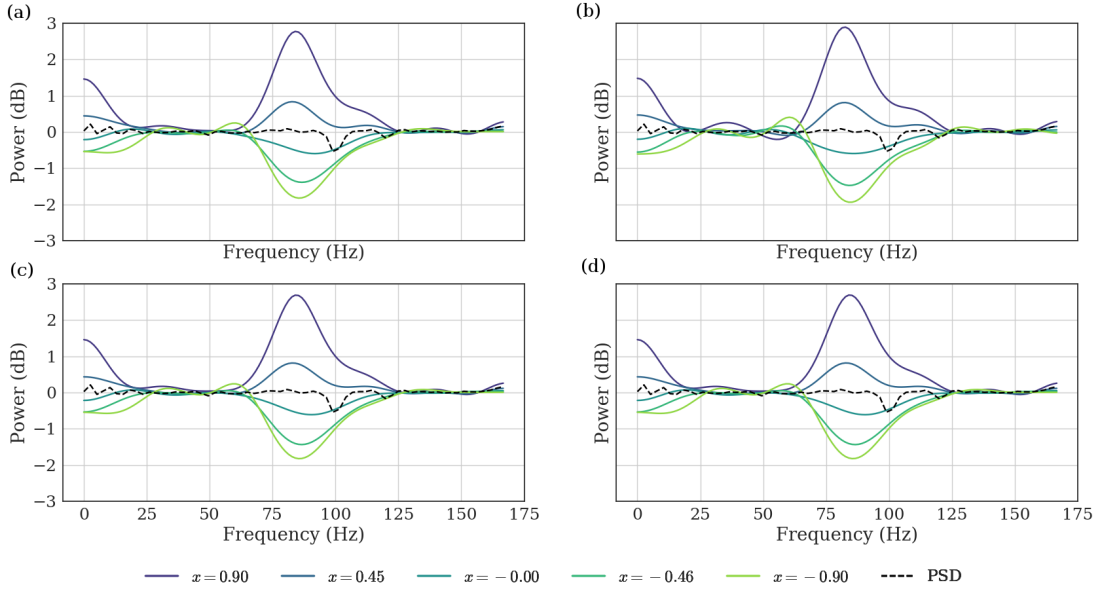 (a) (b)
3
2
1
0
−1
−2
−3
Power (dB) Power (dB)
Frequency (Hz) Frequency (Hz)
(c) (d)
3
2
1
0
−1
−2
−3
Power (dB) Power (dB)
0 25 50 75 100 125 150 175 0 25 50 75 100 125 150 175
Frequency (Hz) Frequency (Hz)
x = 0.90 x = 0.45 x = −0.00 x = −0.46 x = −0.90 PSD